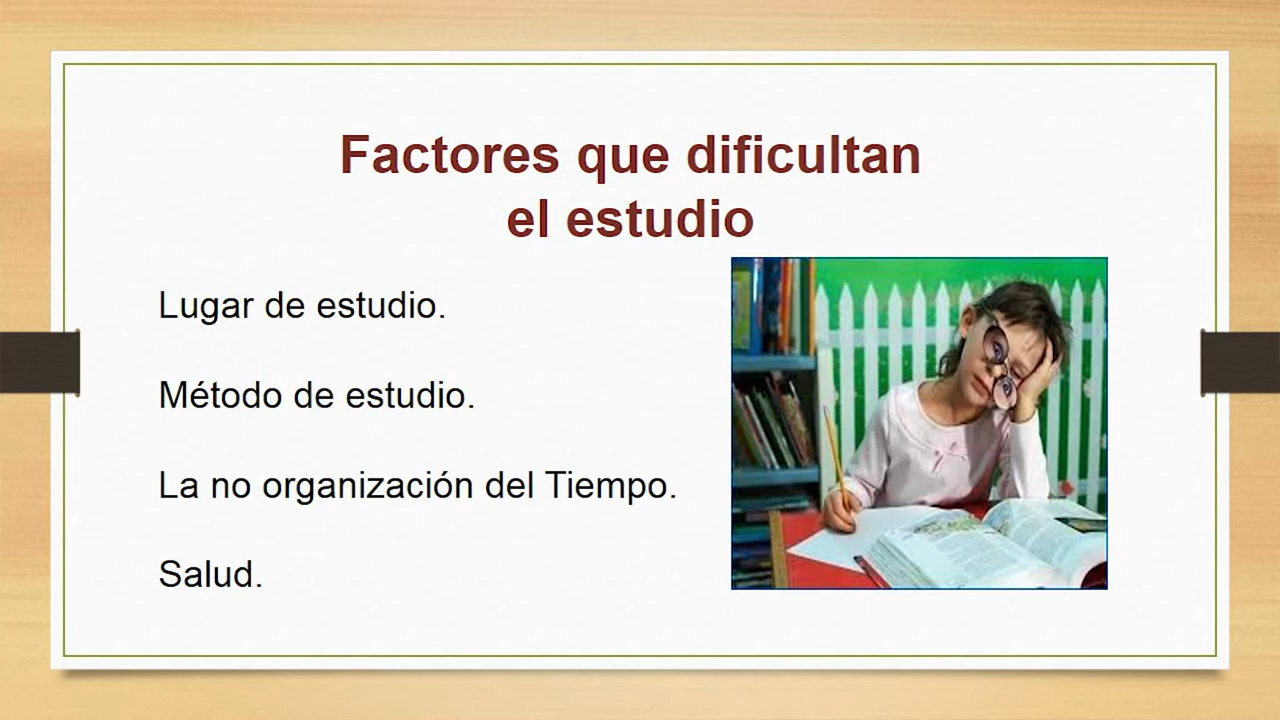 Factores que dificultan
el estudio
Lugar de estudio.
Método de estudio.
La no organización del Tiempo.
Salud.